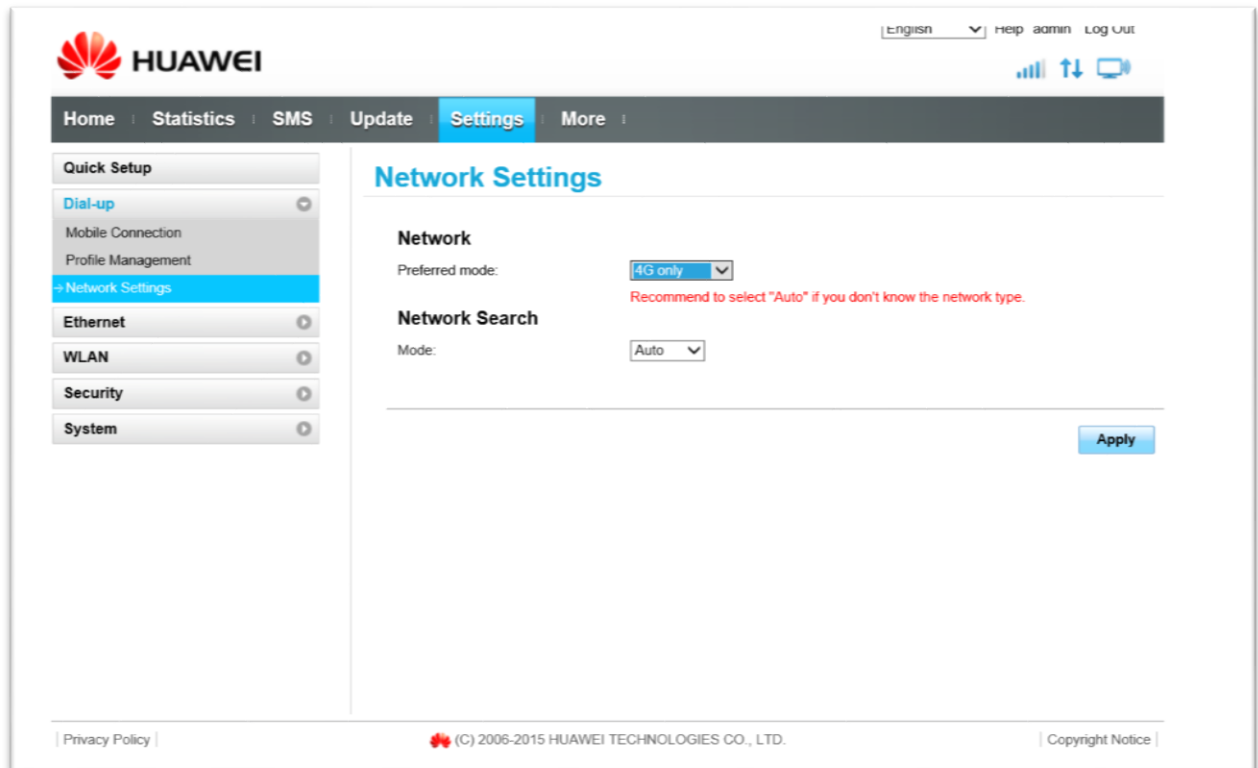 English Help admin Log Out
HUAWEI
Home Statistics SMS Update Settings More
Quick Setup
Dial-up
Mobile Connection
Profile Management
Network Settings
Ethernet
WLAN
Security
System
Network Settings
Network
Preferred mode: 4G only
Recommend to select "Auto" if you don't know the network type.
Network Search
Mode: Auto
Apply
Privacy Policy
(C) 2006-2015 HUAWEI TECHNOLOGIES CO., LTD.
Copyright Notice